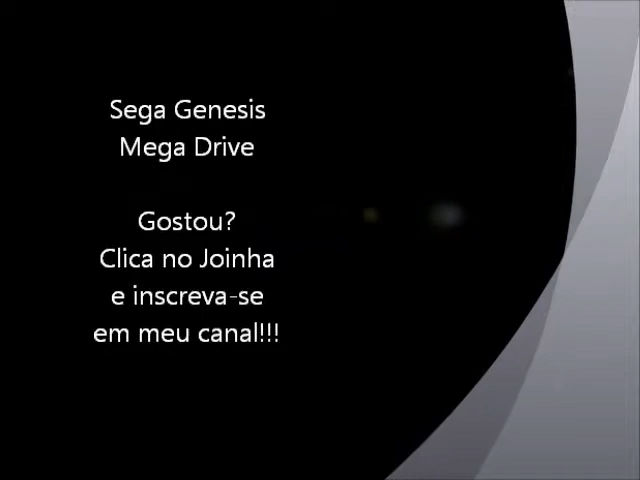 Sega Genesis
Mega Drive
Gostou?
Clica no Joinha
e inscreva-se
em meu canal!!!